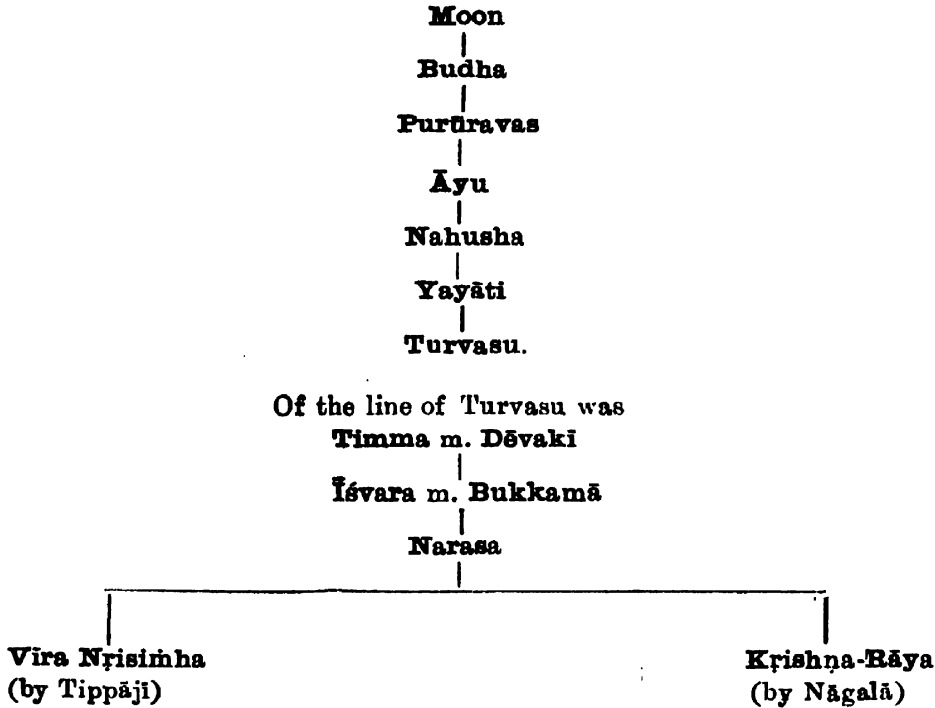 Moon
Budha
Purūravas
Āyu
Nahusha
Yayāti
Turvasu.
Of the line of Turvasu was
Timma m. Dēvakī
Īśvara m. Bukkamā
Narasa
Vīra Nṛisiṁha
(by Tippājī)
Kṛishṇa-Rāya
(by Nāgalā)